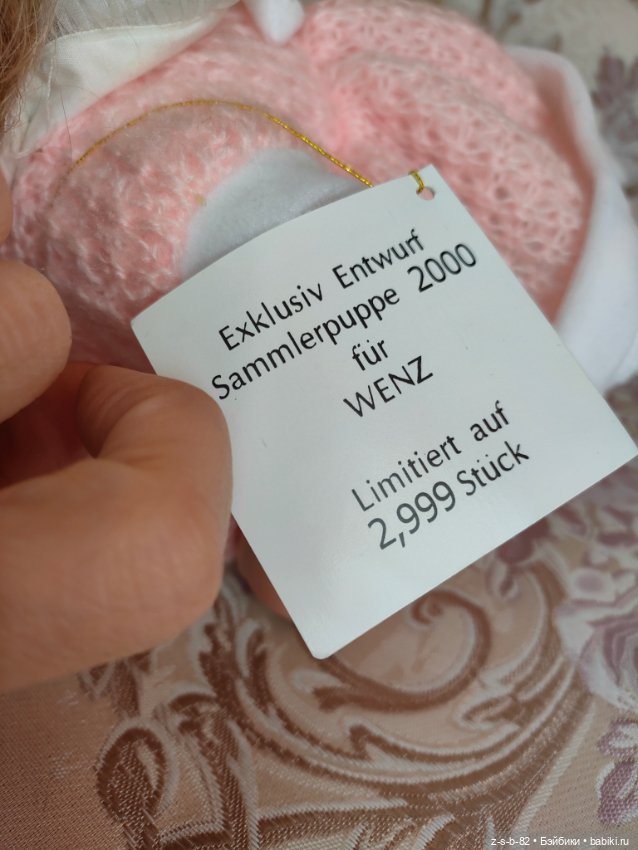 Exklusiv Entwurf
Sammlerpuppe 2000
für
WENZ
Limitiert auf
2,999 Stück
z-s-b-82 • Бэйбики • babiki.ru